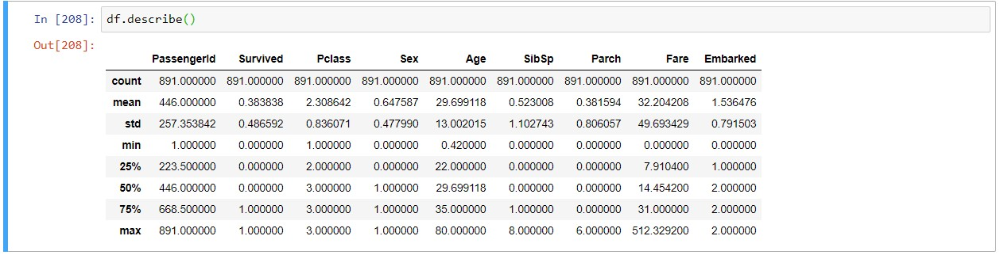 In [208]: df.describe()
Out[208]:
PassengerId Survived Pclass Sex Age SibSp Parch Fare Embarked
count 891.000000 891.000000 891.000000 891.000000 891.000000 891.000000 891.000000 891.000000 891.000000
mean 446.000000 0.383838 2.308642 0.647587 29.699118 0.523008 0.381594 32.204208 1.536476
std 257.353842 0.486592 0.836071 0.477990 13.002015 1.102743 0.806057 49.693429 0.791503
min 1.000000 0.000000 1.000000 0.000000 0.420000 0.000000 0.000000 0.000000 0.000000
25% 223.500000 0.000000 2.000000 0.000000 22.000000 0.000000 0.000000 7.910400 1.000000
50% 446.000000 0.000000 3.000000 1.000000 29.699118 0.000000 0.000000 14.454200 2.000000
75% 668.500000 1.000000 3.000000 1.000000 35.000000 1.000000 0.000000 31.000000 2.000000
max 891.000000 1.000000 3.000000 1.000000 80.000000 8.000000 6.000000 512.329200 2.000000